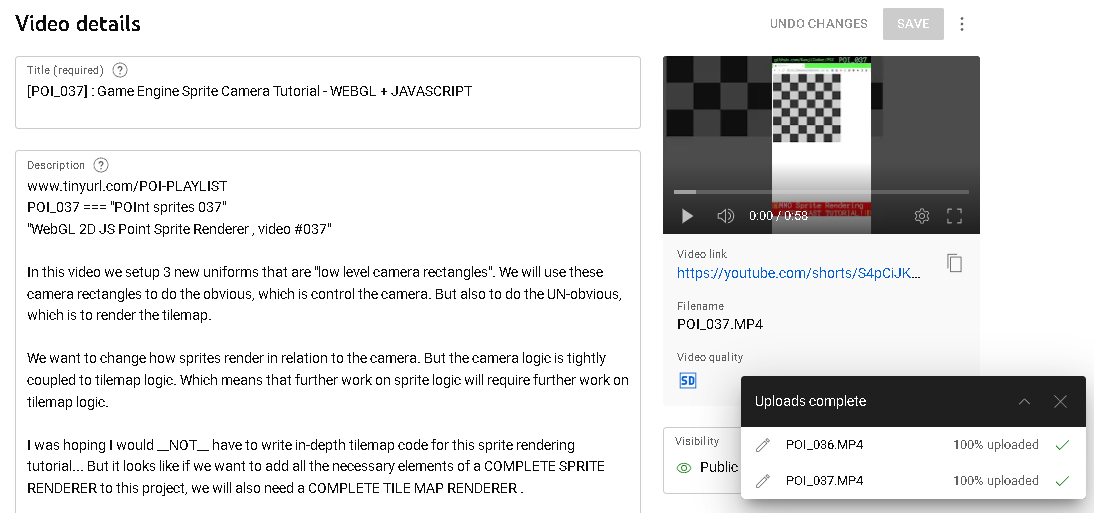 Video details
UNDO CHANGES
SAVE
Title (required)
[POI_037] : Game Engine Sprite Camera Tutorial - WEBGL + JAVASCRIPT
Description
www.tinyurl.com/POI-PLAYLIST
POI_037 === "POInt sprites 037"
"WebGL 2D JS Point Sprite Renderer , video #037"
In this video we setup 3 new uniforms that are "low level camera rectangles". We will use these
camera rectangles to do the obvious, which is control the camera. But also to do the UN-obvious,
which is to render the tilemap.
We want to change how sprites render in relation to the camera. But the camera logic is tightly
coupled to tilemap logic. Which means that further work on sprite logic will require further work on
tilemap logic.
I was hoping I would __NOT__ have to write in-depth tilemap code for this sprite rendering
tutorial... But it looks like if we want to add all the necessary elements of a COMPLETE SPRITE
RENDERER to this project, we will also need a COMPLETE TILE MAP RENDERER .
POI_037
MMO Sprite Rendering
TUTORIAL
0:00 / 0:58
Video link
https://youtube.com/shorts/S4pCiJK...
Filename
POI_037.MP4
Video quality
SD
Visibility
Public
Uploads complete
POI_036.MP4 100% uploaded
POI_037.MP4 100% uploaded